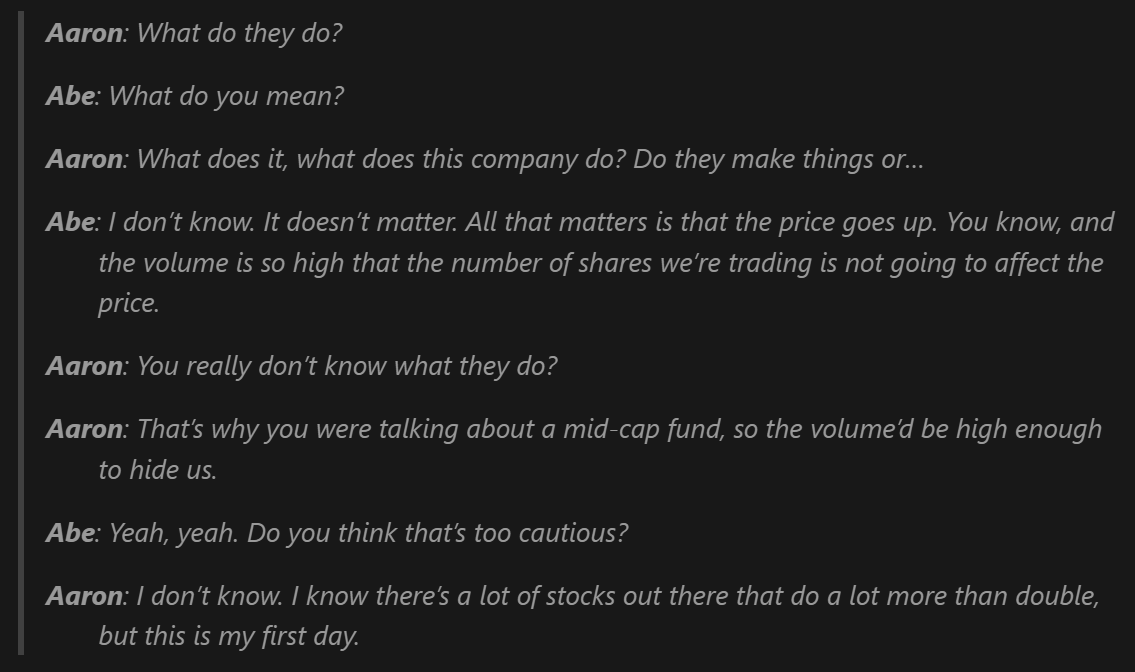 Aaron: What do they do?
Abe: What do you mean?
Aaron: What does it, what does this company do? Do they make things or…
Abe: I don’t know. It doesn’t matter. All that matters is that the price goes up. You know, and
the volume is so high that the number of shares we’re trading is not going to affect the
price.
Aaron: You really don’t know what they do?
Aaron: That’s why you were talking about a mid-cap fund, so the volume’d be high enough
to hide us.
Abe: Yeah, yeah. Do you think that’s too cautious?
Aaron: I don’t know. I know there’s a lot of stocks out there that do a lot more than double,
but this is my first day.